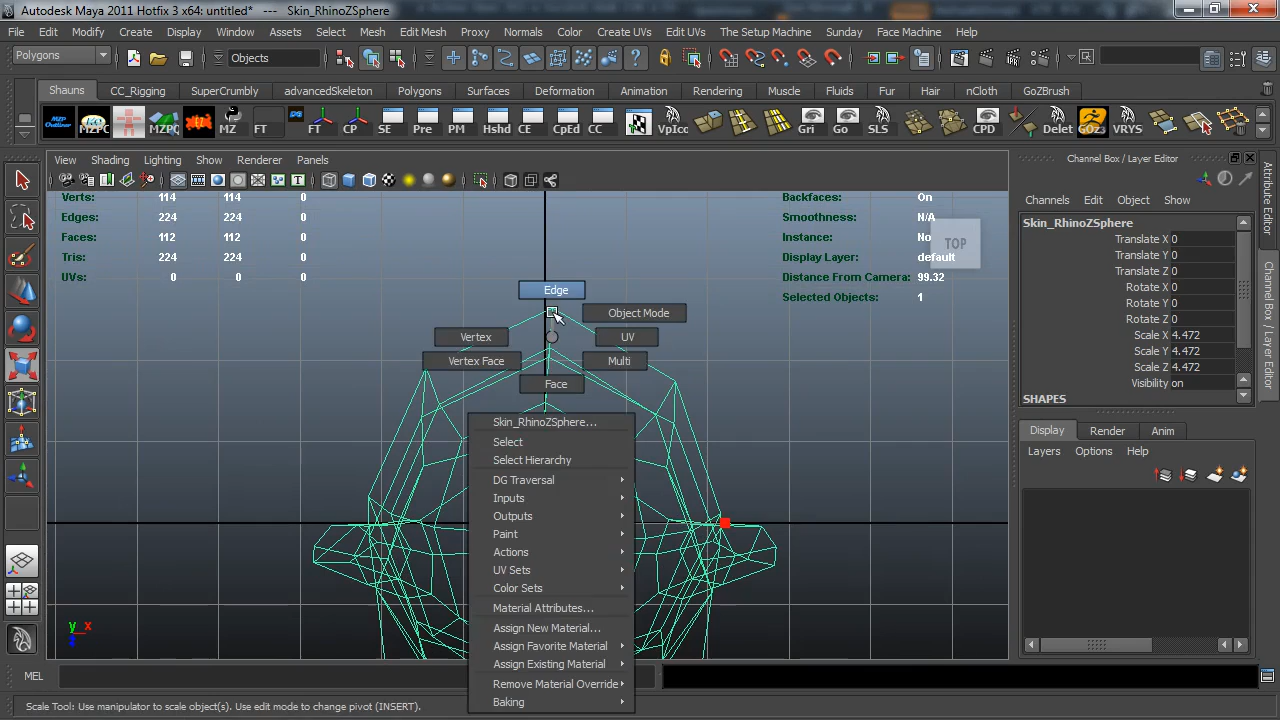 Autodesk Maya 2011 Hotfix 3 x64: untitled* --- Skin_RhinoZSphere
File Edit Modify Create Display Window Assets Select Mesh Edit Mesh Proxy Normals Color Create UVs Edit UVs The Setup Machine Sunday Face Machine Help
Polygons Objects
Shauns CC_Rigging SuperCrumbly advancedSkeleton Polygons Surfaces Deformation Animation Rendering Muscle Fluids Fur Hair nCloth GoZBrush
MZPC MZPC MZ FT FT CP SE Pre PM Hshd CE CpEd CC VpIcc Gri Go SLS CPD Delet GOZ3 VRYS
View Shading Lighting Show Renderer Panels
Verts: 114 114 0
Edges: 224 224 0
Faces: 112 112 0
Tris: 224 224 0
UVs: 0 0 0
Backfaces: On
Smoothness: N/A
Instance: No
Display Layer: default
Distance From Camera: 99.32
Selected Objects: 1
TOP
Edge
Object Mode
Vertex UV
Vertex Face Multi
Face
Skin_RhinoZSphere...
Select
Select Hierarchy
DG Traversal
Inputs
Outputs
Paint
Actions
UV Sets
Color Sets
Material Attributes...
Assign New Material...
Assign Favorite Material
Assign Existing Material
Remove Material Override
Baking
y x
z
Channel Box / Layer Editor
Channels Edit Object Show
Skin_RhinoZSphere
Translate X 0
Translate Y 0
Translate Z 0
Rotate X 0
Rotate Y 0
Rotate Z 0
Scale X 4.472
Scale Y 4.472
Scale Z 4.472
Visibility on
SHAPES
Display Render Anim
Layers Options Help
Attribute Editor
Channel Box / Layer Editor
MEL
Scale Tool: Use manipulator to scale object(s). Use edit mode to change pivot (INSERT).